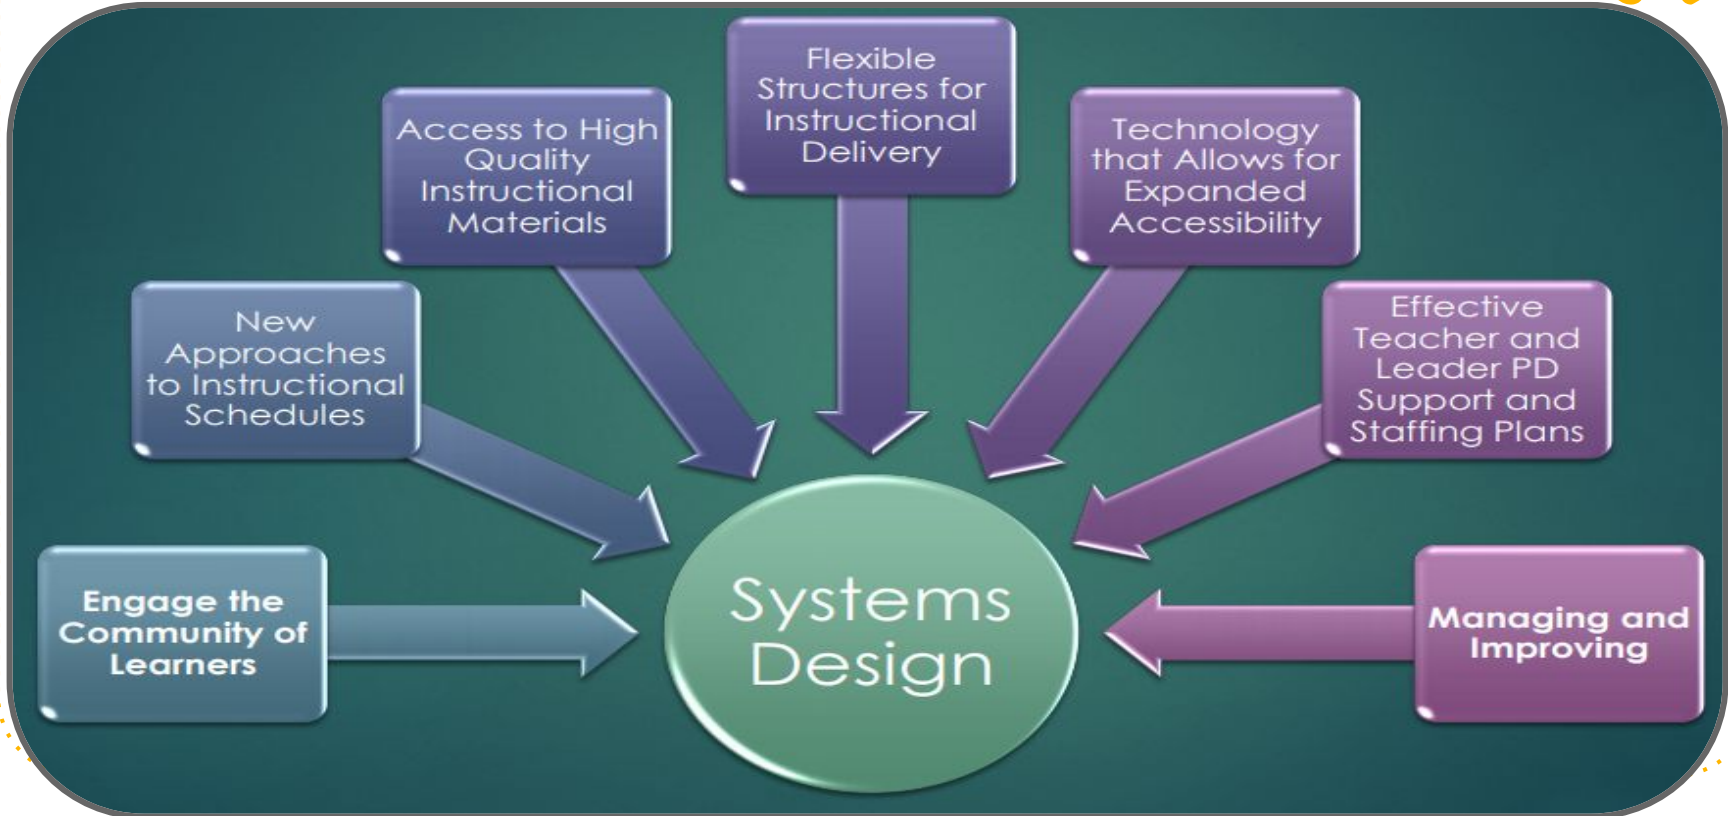 Flexible
Structures for
Instructional
Delivery
Access to High
Quality
Instructional
Materials
Technology
that Allows for
Expanded
Accessibility
New
Approaches
to Instructional
Schedules
Effective
Teacher and
Leader PD
Support and
Staffing Plans
Engage the
Community of
Learners
Systems
Design
Managing and
Improving